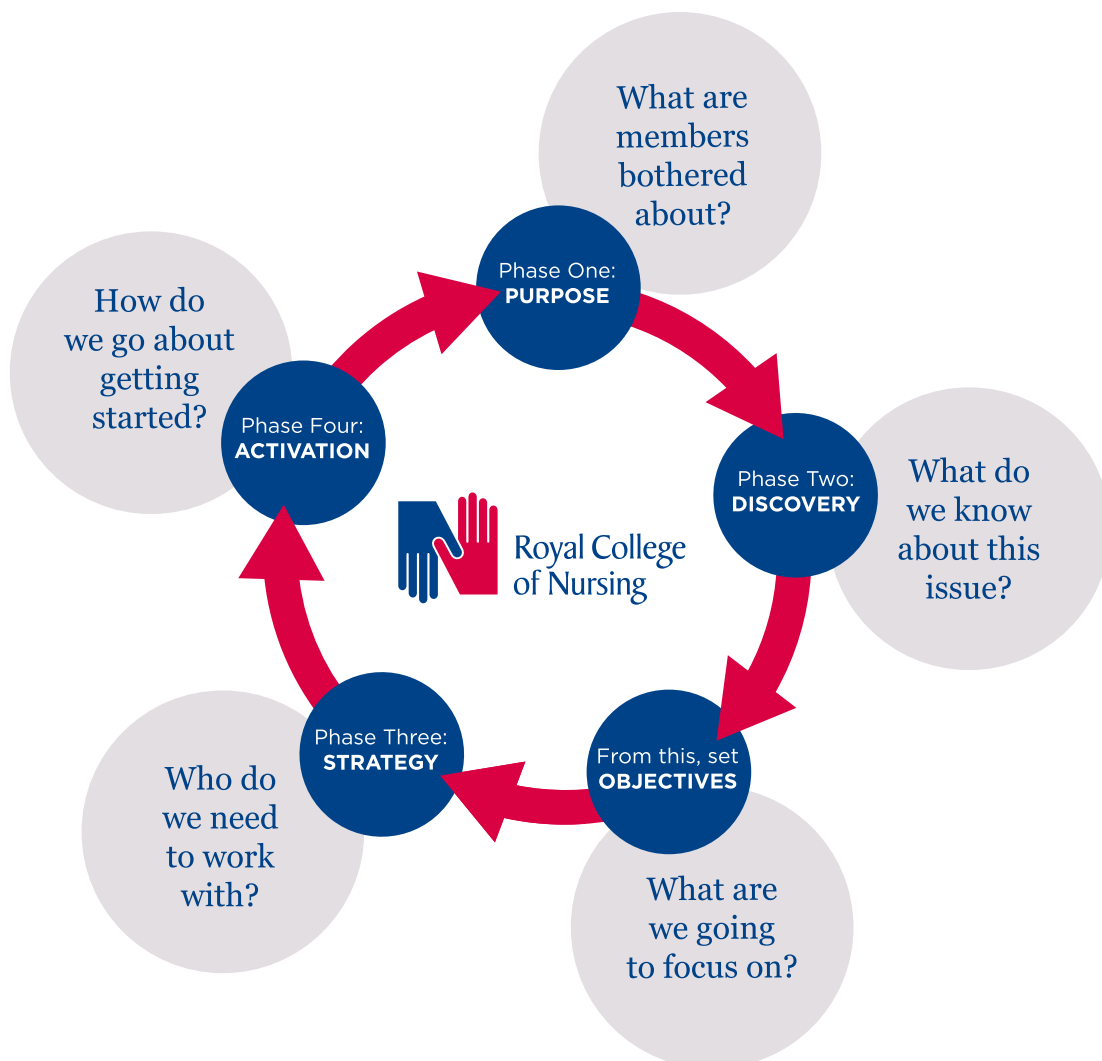 What are
members
bothered
about?
Phase One:
PURPOSE
What do
we know
about this
issue?
Phase Two:
DISCOVERY
From this, set
OBJECTIVES
What are
we going
to focus on?
Phase Three:
STRATEGY
Who do
we need
to work
with?
How do
we go about
getting
started?
Phase Four:
ACTIVATION
Royal College
of Nursing